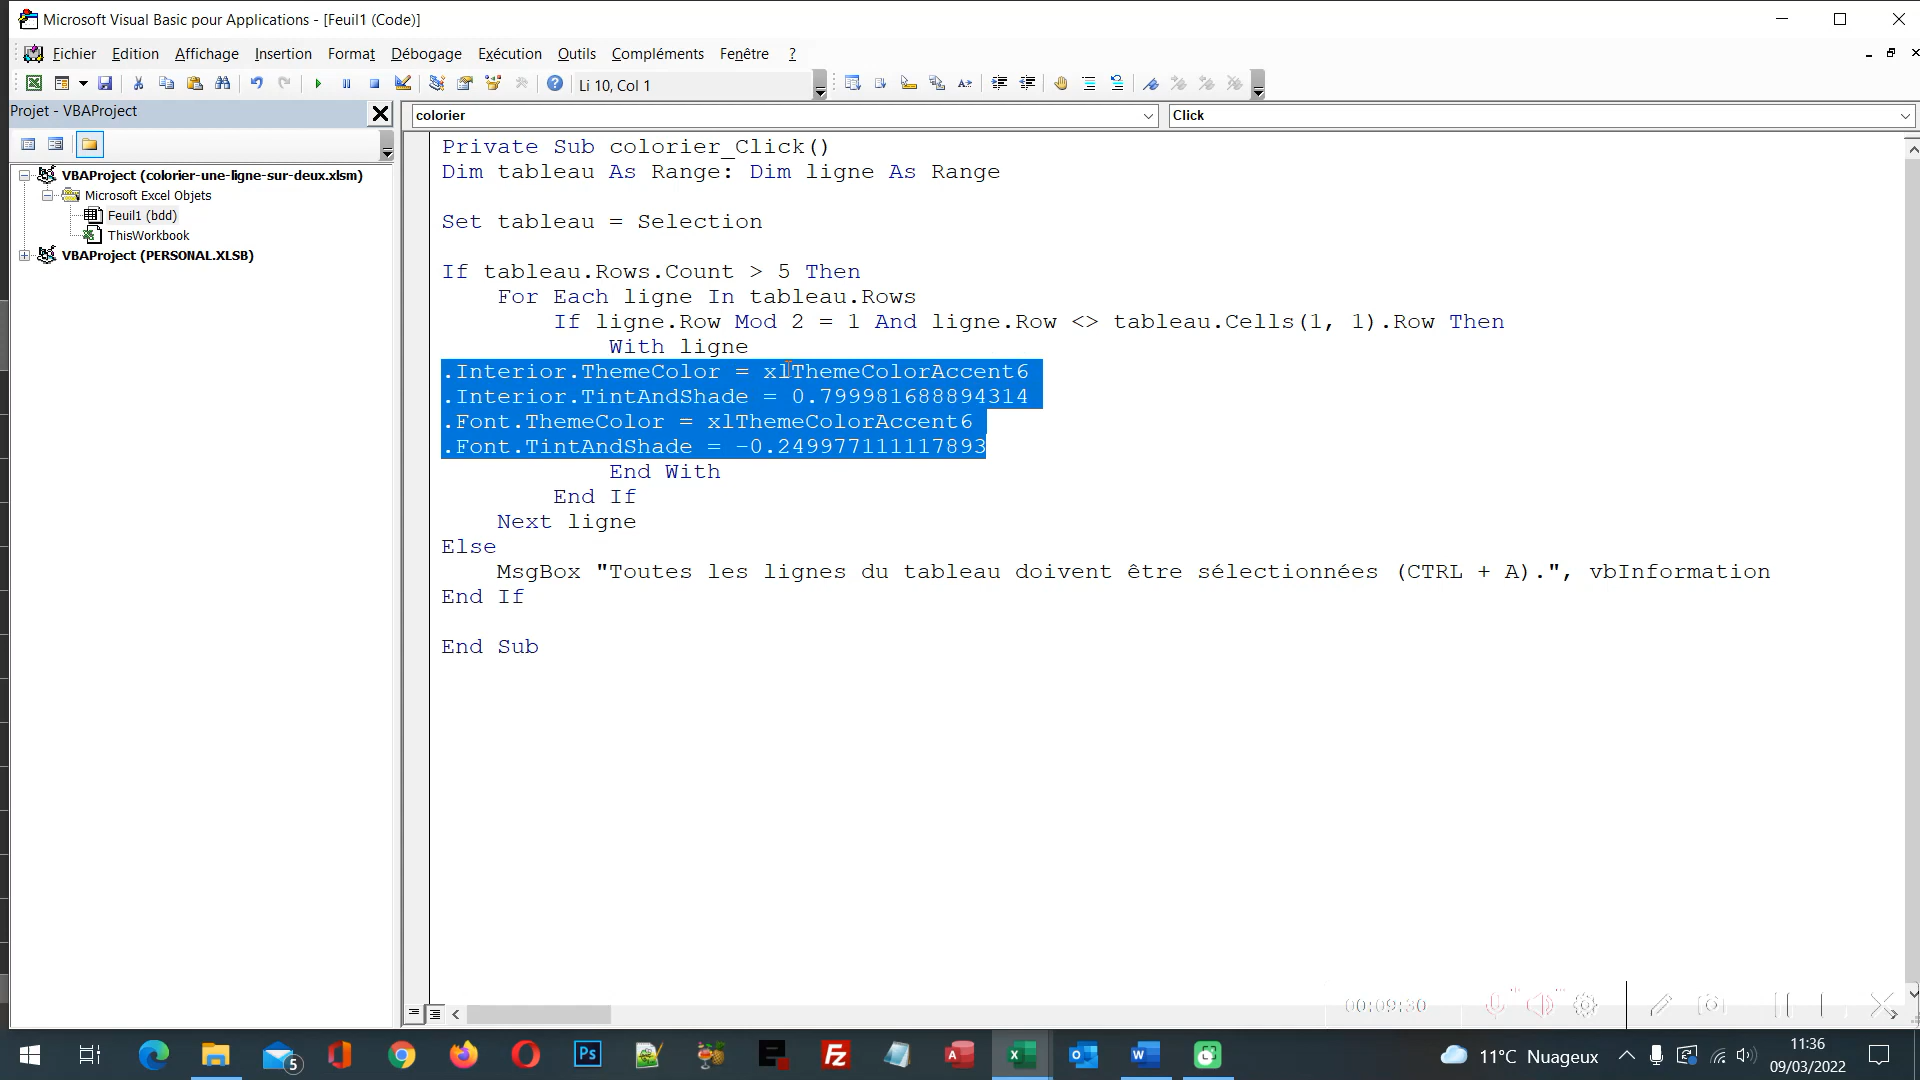 Microsoft Visual Basic pour Applications - [Feuil1 (Code)]
Fichier Edition Affichage Insertion Format Débogage Exécution Outils Compléments Fenêtre ?
Li 10, Col 1
Projet - VBAProject
colorier
Click
VBAProject (colorier-une-ligne-sur-deux.xlsm)
Microsoft Excel Objets
Feuil1 (bdd)
ThisWorkbook
VBAProject (PERSONAL.XLSB)
Private Sub colorier_Click()
Dim tableau As Range: Dim ligne As Range
Set tableau = Selection
If tableau.Rows.Count > 5 Then
For Each ligne In tableau.Rows
If ligne.Row Mod 2 = 1 And ligne.Row <> tableau.Cells(1, 1).Row Then
With ligne
.Interior.ThemeColor = xlThemeColorAccent6
.Interior.TintAndShade = 0.799981688894314
.Font.ThemeColor = xlThemeColorAccent6
.Font.TintAndShade = -0.249977111117893
End With
End If
Next ligne
Else
MsgBox "Toutes les lignes du tableau doivent être sélectionnées (CTRL + A).", vbInformation
End If
End Sub
00:09:30
5
Ps
Fz
11°C Nuageux
11:36
09/03/2022